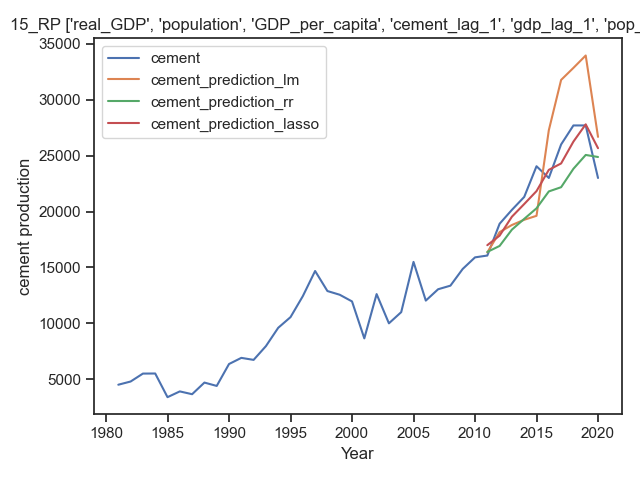 15_RP ['real_GDP', 'population', 'GDP_per_capita', 'cement_lag_1', 'gdp_lag_1', 'pop_
35000
30000
25000
20000
15000
10000
5000
cement production
cement
cement_prediction_lm
cement_prediction_rr
cement_prediction_lasso
1980 1985 1990 1995 2000 2005 2010 2015 2020
Year